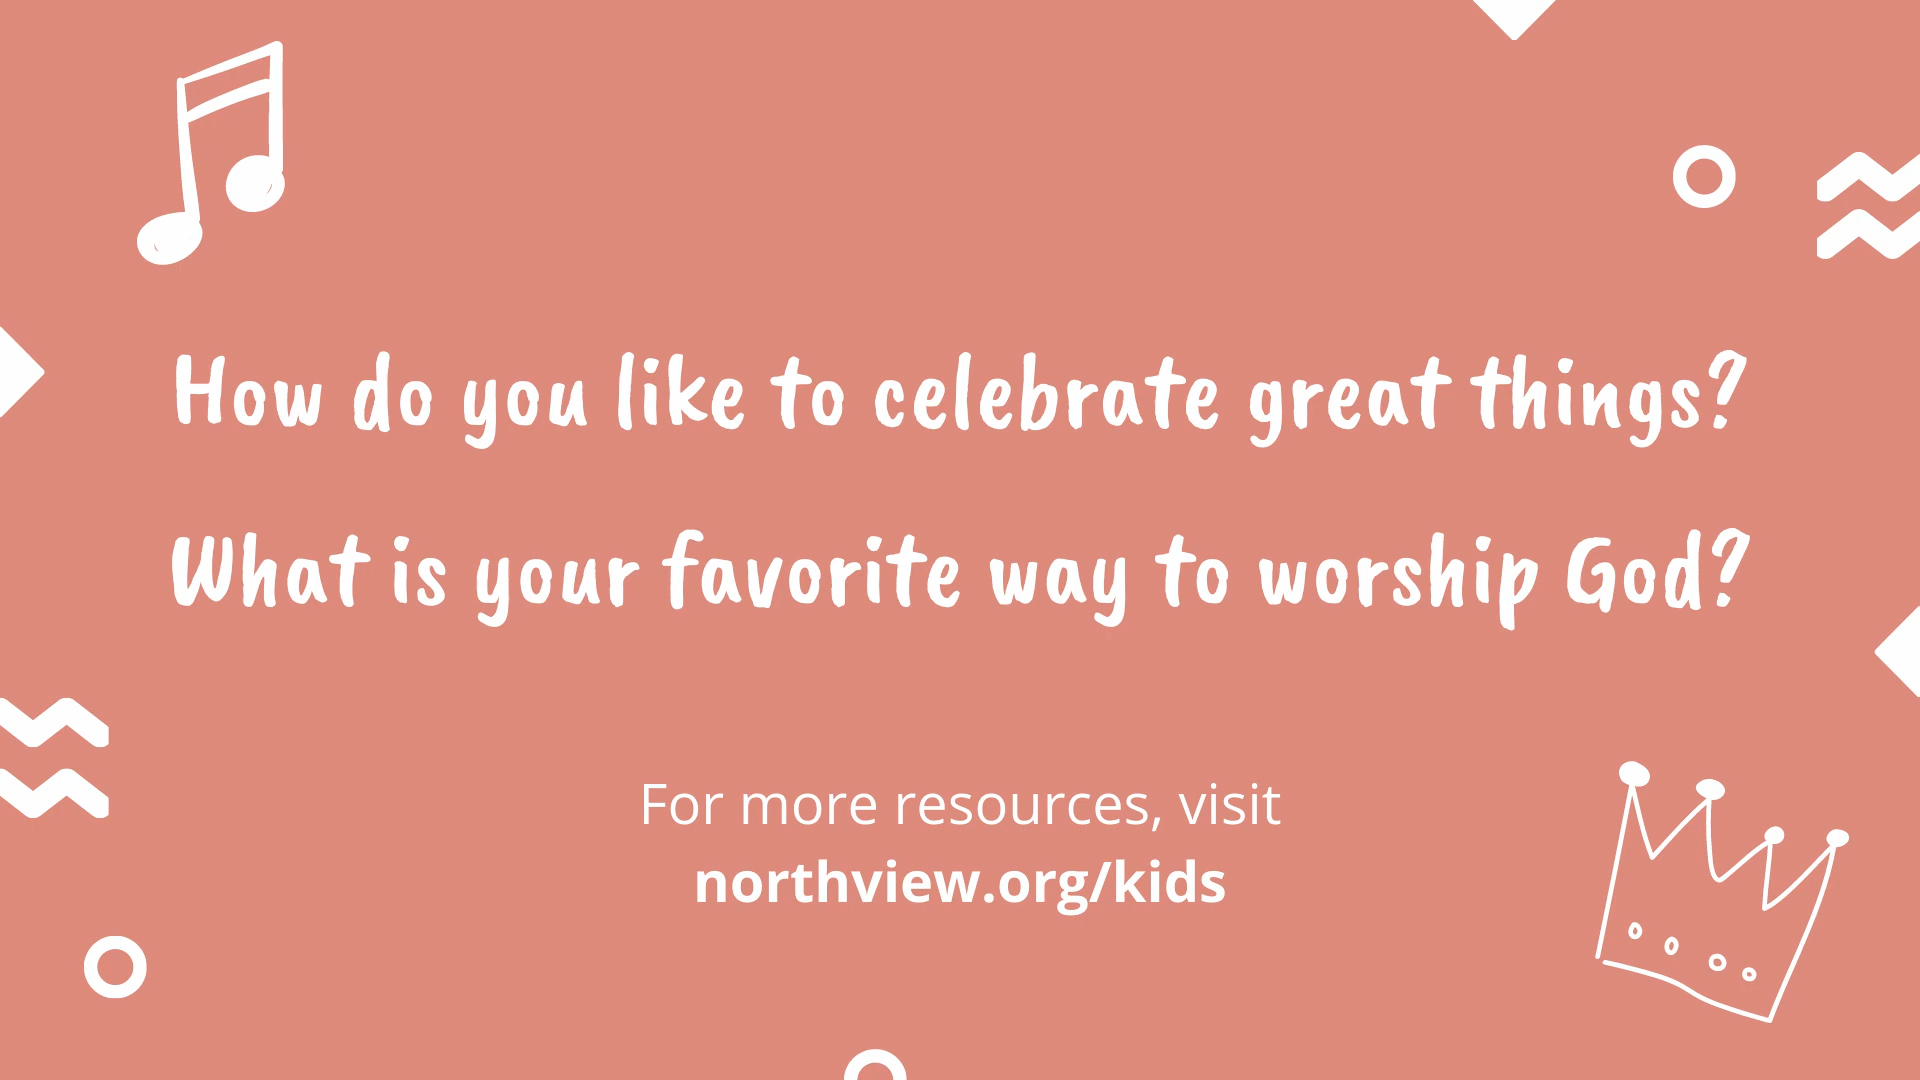 How do you like to celebrate great things?
What is your favorite way to worship God?
For more resources, visit
northview.org/kids